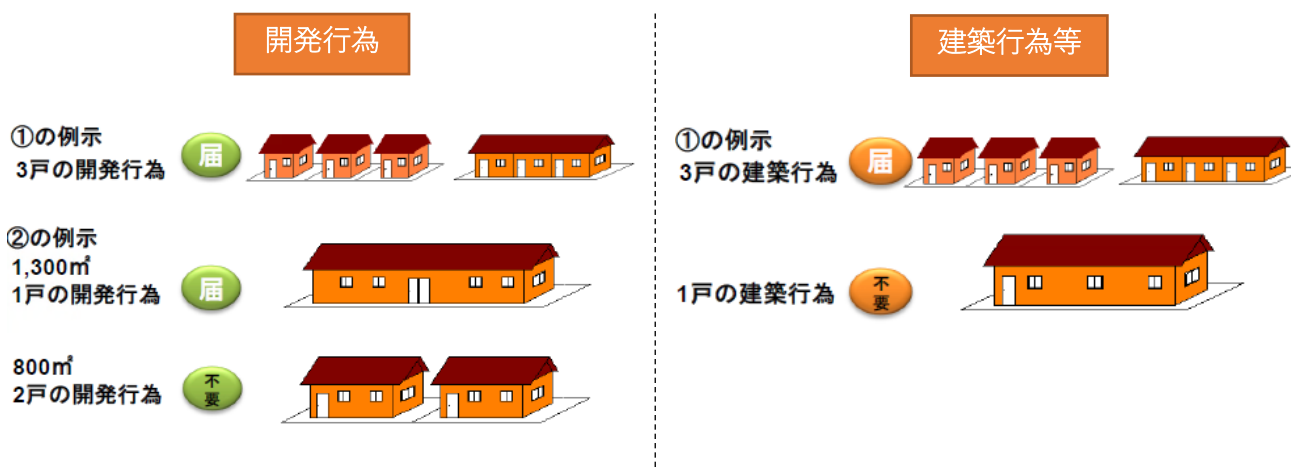 開発行為
①の例示
3戸の開発行為
届
②の例示
1,300㎡
1戸の開発行為
届
800㎡
2戸の開発行為
不要
建築行為等
①の例示
3戸の建築行為
届
1戸の建築行為
不要